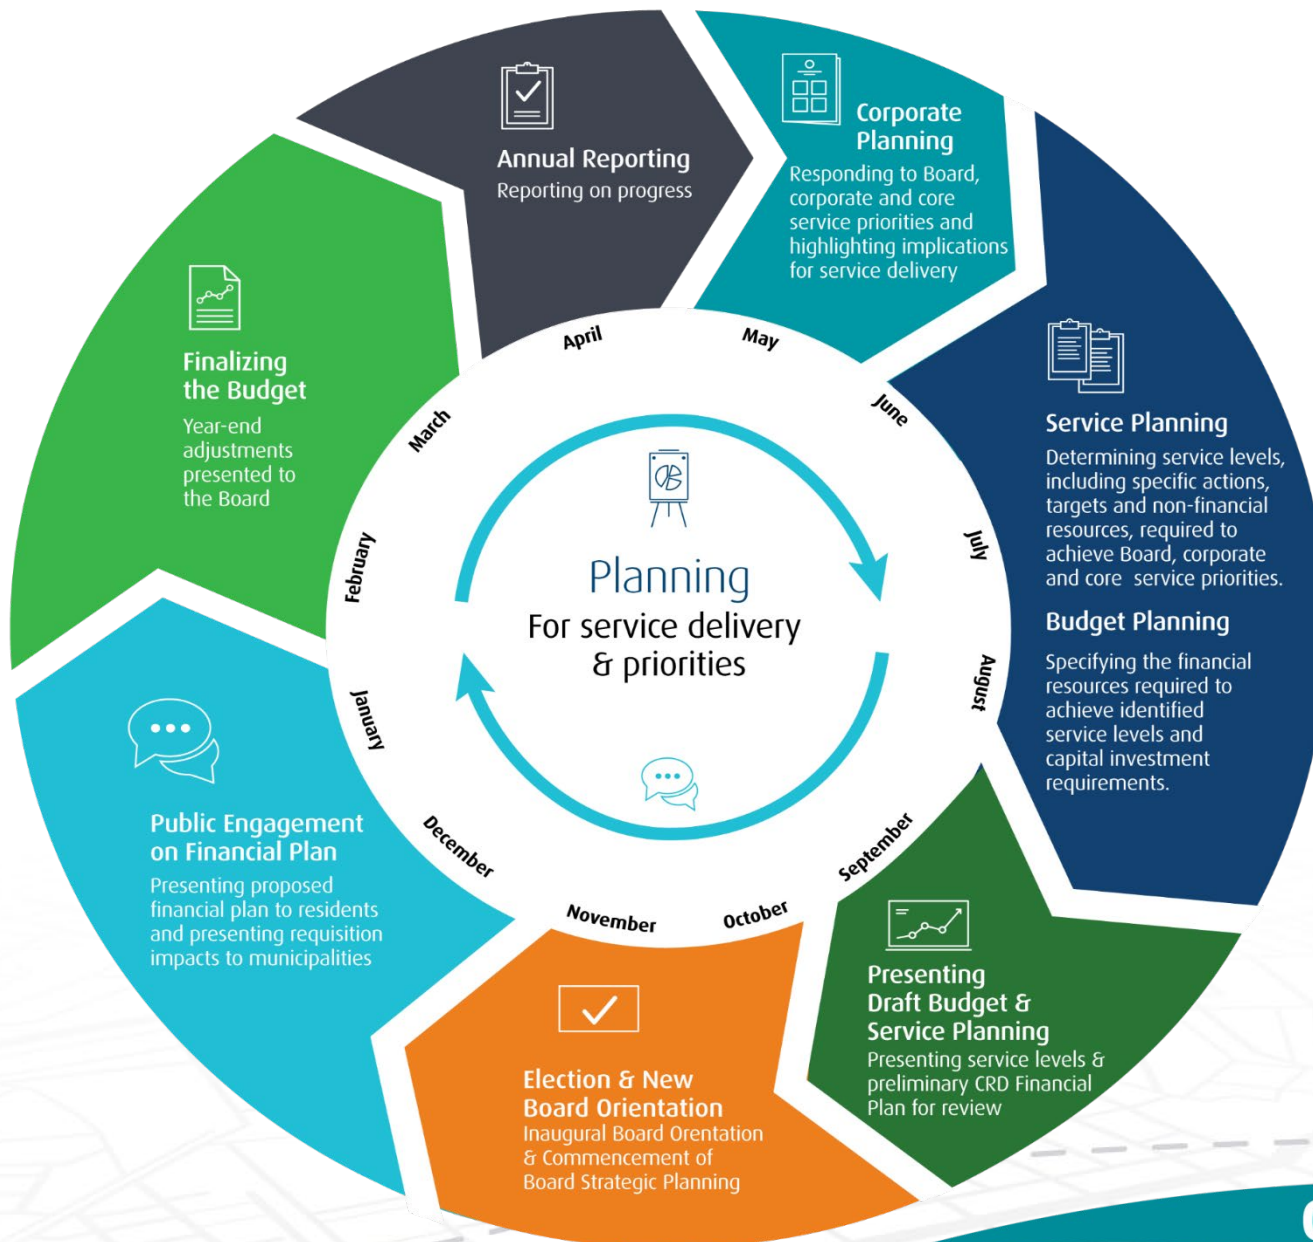 Annual Reporting
Reporting on progress
Corporate
Planning
Responding to Board,
corporate and core
service priorities and
highlighting implications
for service delivery
Service Planning
Determining service levels,
including specific actions,
targets and non-financial
resources, required to
achieve Board, corporate
and core service priorities.
Budget Planning
Specifying the financial
resources required to
achieve identified
service levels and
capital investment
requirements.
Presenting
Draft Budget &
Service Planning
Presenting service levels &
preliminary CRD Financial
Plan for review
Election & New
Board Orientation
Inaugural Board Orentation
& Commencement of
Board Strategic Planning
Public Engagement
on Financial Plan
Presenting proposed
financial plan to residents
and presenting requisition
impacts to municipalities
Finalizing
the Budget
Year-end
adjustments
presented to
the Board
April
May
June
July
August
September
October
November
December
January
February
March
Planning
For service delivery
& priorities